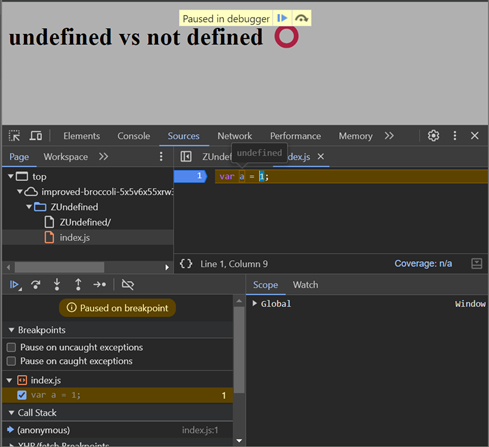 Paused in debugger
undefined vs not defined
Elements Console Sources Network Performance Memory
Page Workspace
undefined
index.js
top
1 var a = 1;
improved-broccoli-5x5v6x55xrw
ZUndefined
ZUndefined/
index.js
{} Line 1, Column 9 Coverage: n/a
Scope Watch
Paused on breakpoint
Global Window
Breakpoints
Pause on uncaught exceptions
Pause on caught exceptions
index.js
var a = 1; 1
Call Stack
(anonymous) index.js:1
XHR/fetch Breakpoints